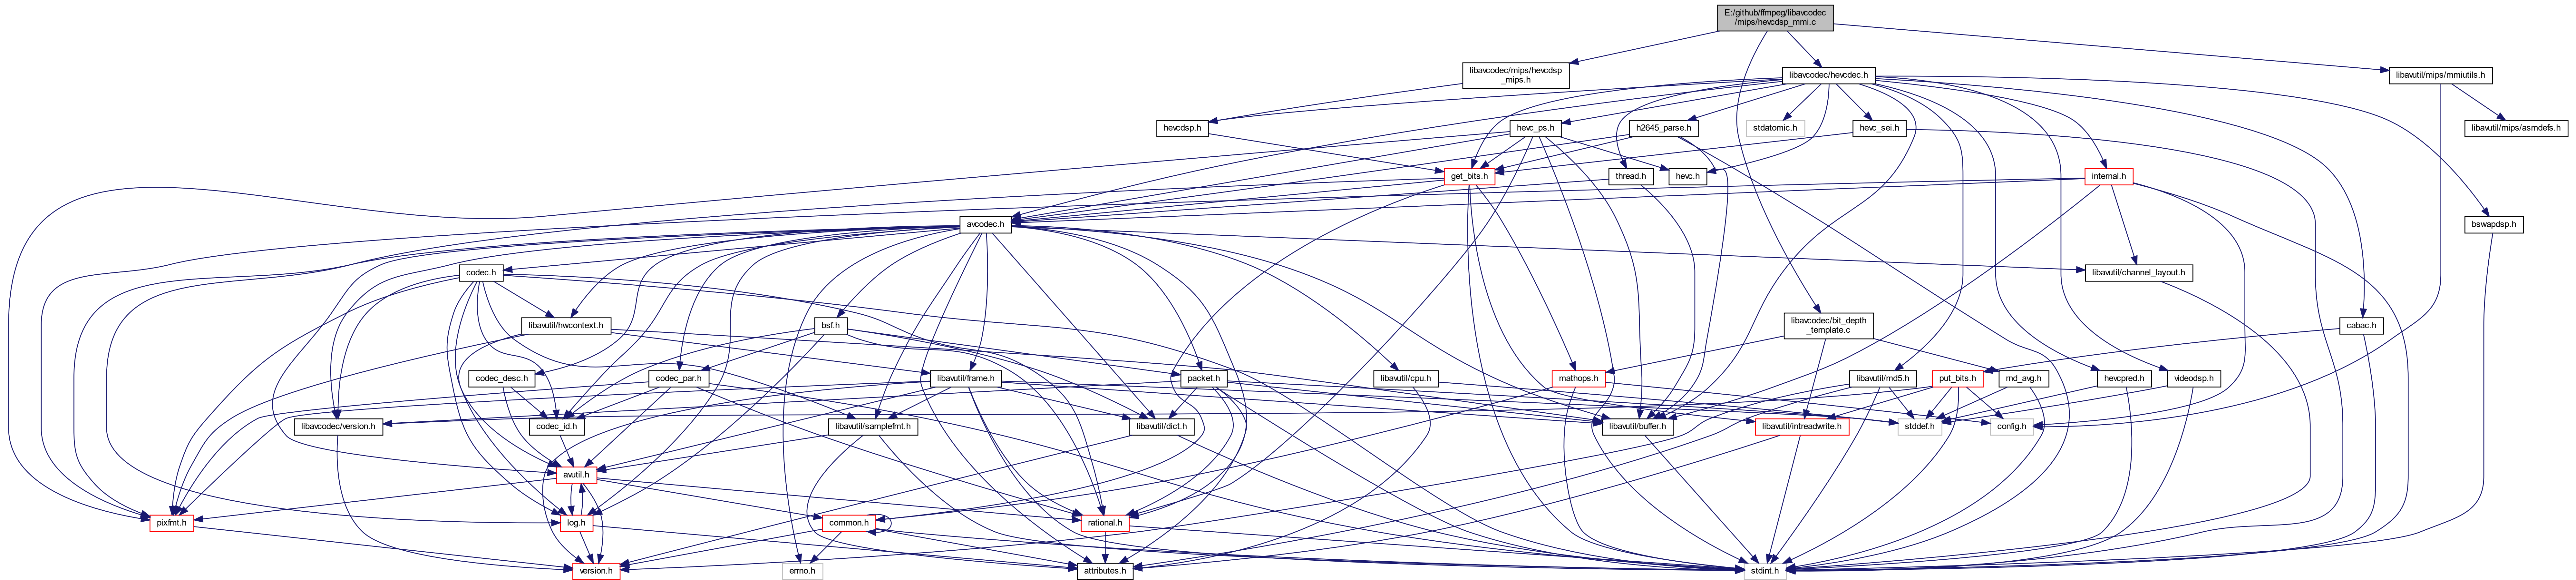 E:/github/ffmpeg/libavcodec
/mips/hevcdsp_mmi.c
libavcodec/mips/hevcdsp
_mips.h
libavcodec/hevcdec.h
libavutil/mips/mmiutils.h
hevcdsp.h
hevc_ps.h
h2645_parse.h
stdatomic.h
hevc_sei.h
libavutil/mips/asmdefs.h
get_bits.h
thread.h
hevc.h
internal.h
avcodec.h
bswapdsp.h
codec.h
libavutil/channel_layout.h
libavutil/hwcontext.h
bsf.h
libavcodec/bit_depth
_template.c
cabac.h
codec_desc.h
codec_par.h
libavutil/frame.h
packet.h
libavutil/cpu.h
mathops.h
libavutil/md5.h
put_bits.h
rnd_avg.h
hevcpred.h
videodsp.h
libavcodec/version.h
codec_id.h
libavutil/samplefmt.h
libavutil/dict.h
libavutil/buffer.h
libavutil/intreadwrite.h
stddef.h
config.h
avutil.h
pixfmt.h
log.h
common.h
rational.h
version.h
errno.h
attributes.h
stdint.h